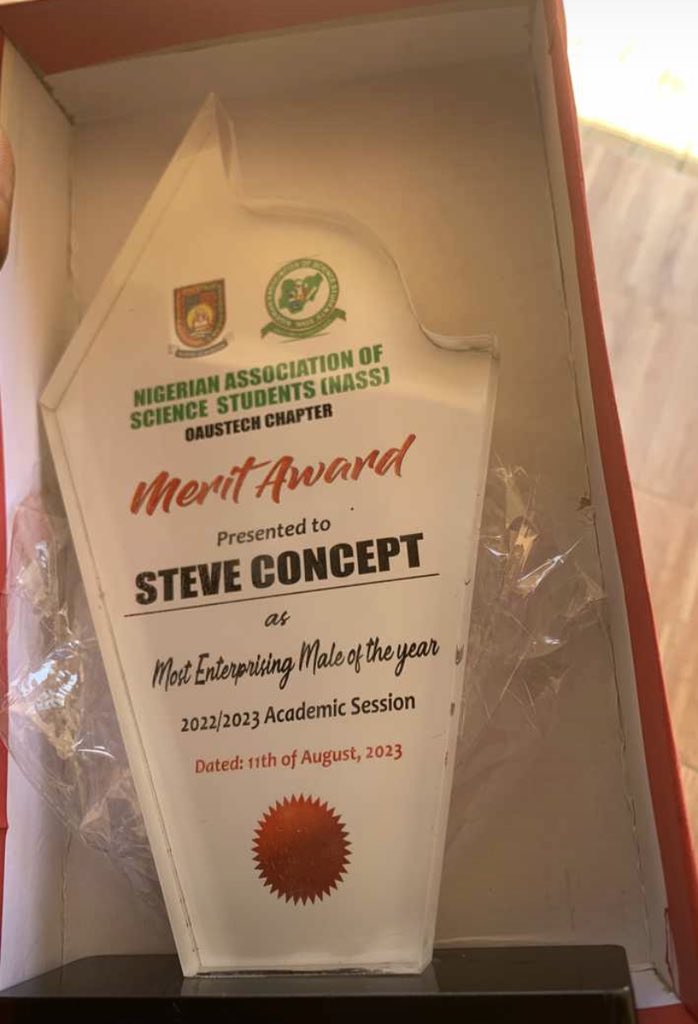 NIGERIAN ASSOCIATION OF
SCIENCE STUDENTS (NASS)
OAUSTECH CHAPTER
Merit Award
Presented to
STEVE CONCEPT
as
Most Enterprising Male of the year
2022/2023 Academic Session
Dated: 11th of August, 2023